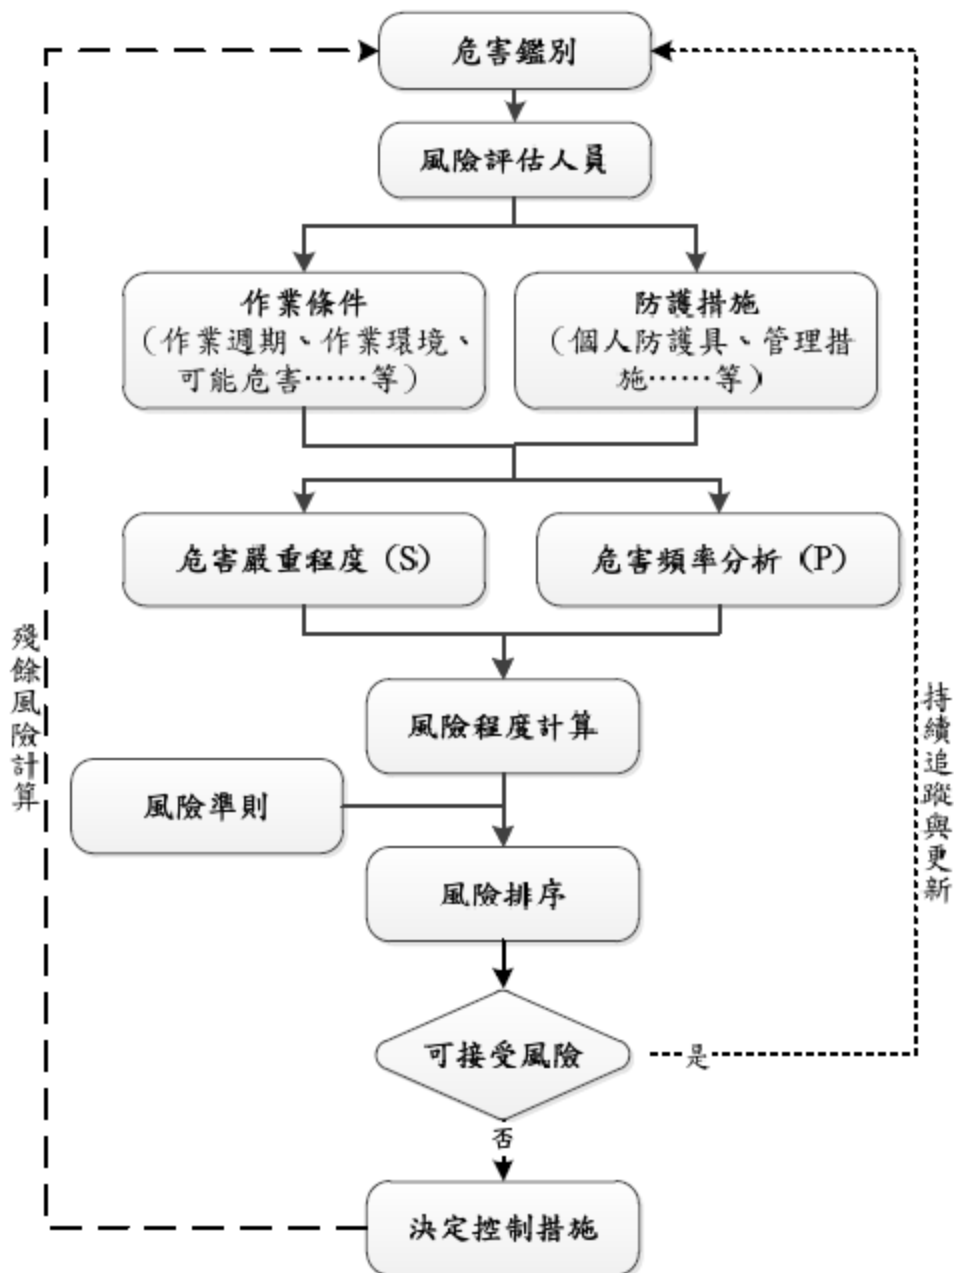 危害鑑別
風險評估人員
作業條件
（作業週期、作業環境、
可能危害……等）
防護措施
（個人防護具、管理措
施……等）
危害嚴重程度（S）
危害頻率分析（P）
風險程度計算
風險準則
風險排序
可接受風險
是
否
決定控制措施
殘餘風險計算
持續追蹤與更新